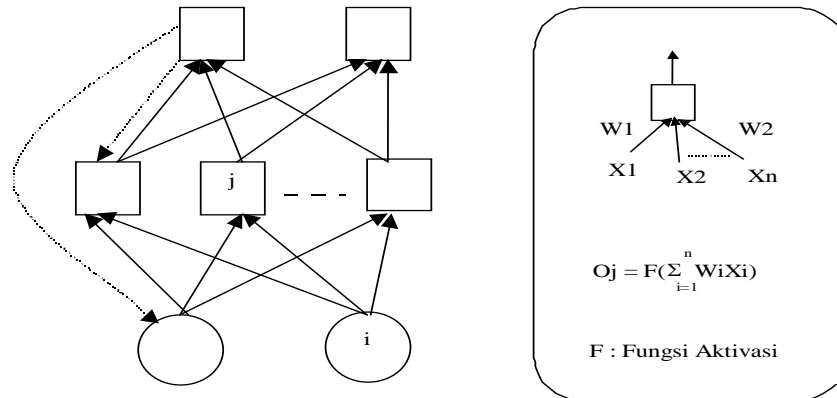 j
i
W1 W2
X1 X2 Xn
n
Oj = F(Σ WiXi)
i=1
F : Fungsi Aktivasi